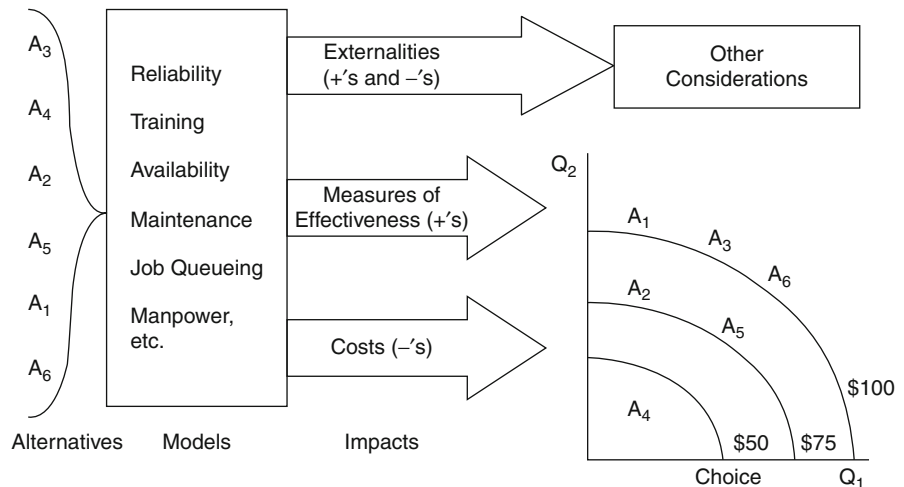 A3
A4
A2
A5
A1
A6
Alternatives
Reliability
Training
Availability
Maintenance
Job Queueing
Manpower,
etc.
Models
Externalities
(+′s and –′s)
Measures of
Effectiveness (+′s)
Costs (–′s)
Impacts
Other
Considerations
Q2
A1
A3
A6
A2
A5
A4
$50
$75
$100
Choice
Q1